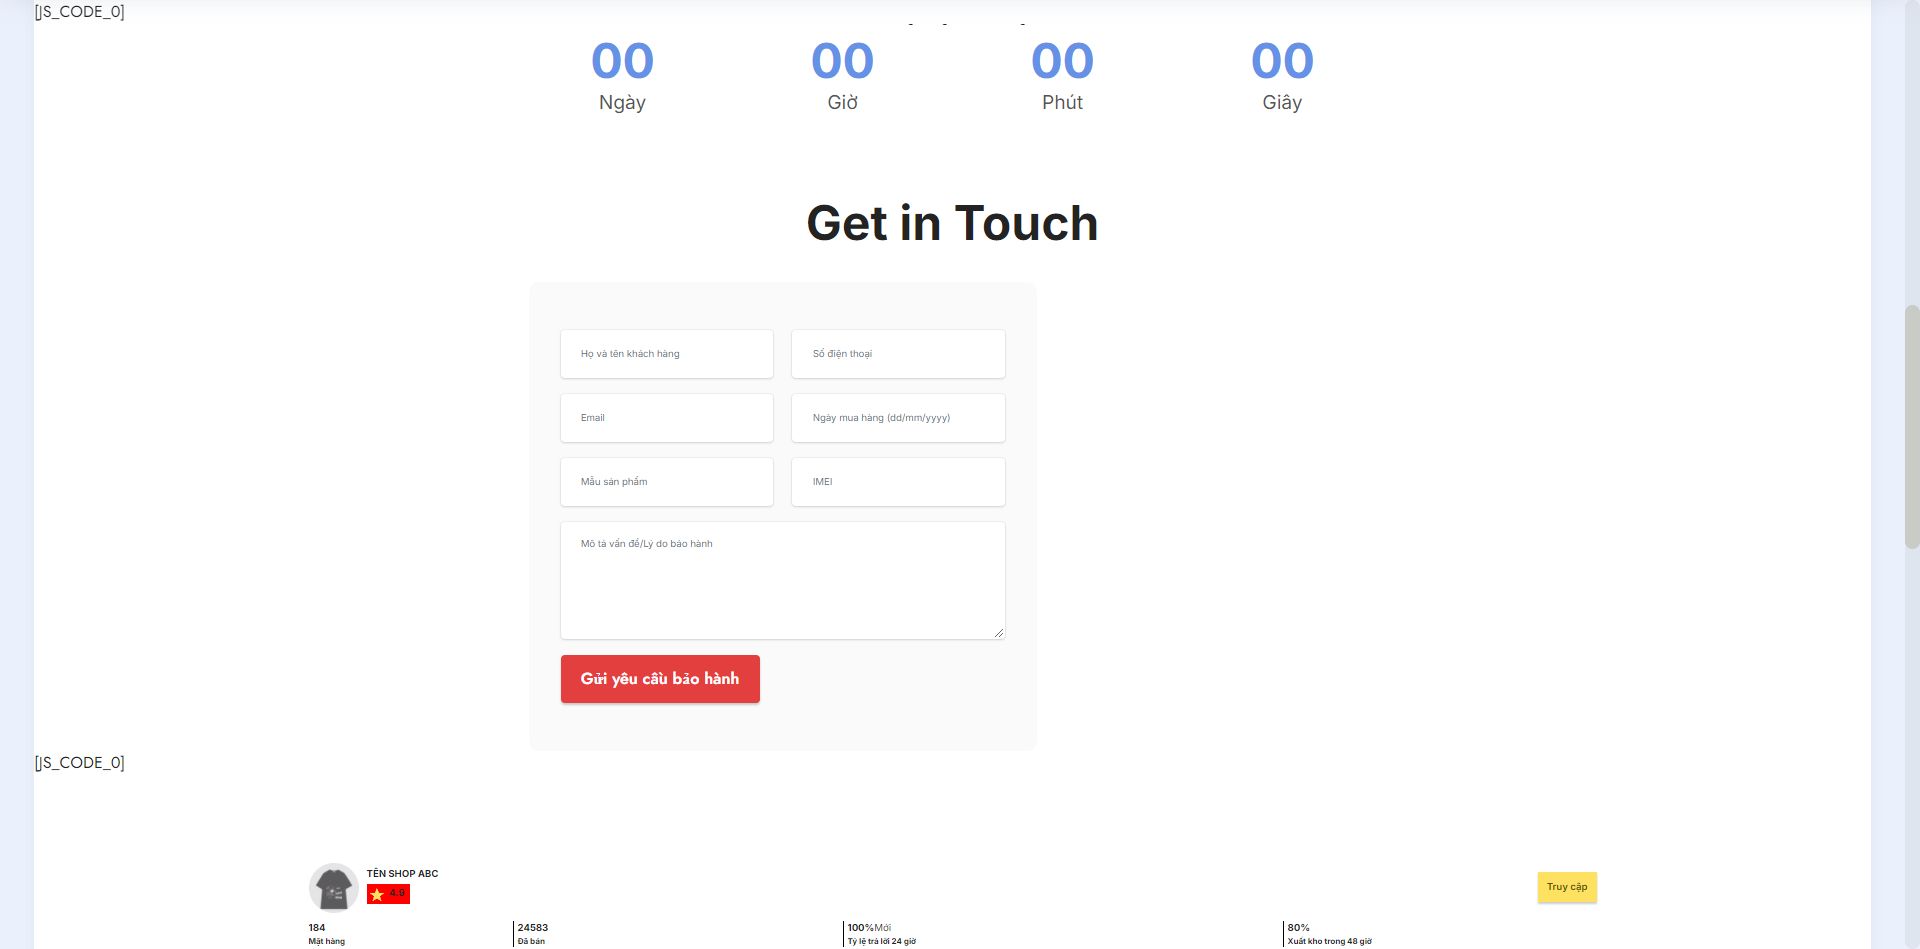 [JS_CODE_0]
00 00 00 00
Ngày Giờ Phút Giây
Get in Touch
Họ và tên khách hàng
Số điện thoại
Email
Ngày mua hàng (dd/mm/yyyy)
Mẫu sản phẩm
IMEI
Mô tả vấn đề/Lý do bảo hành
Gửi yêu cầu bảo hành
[JS_CODE_0]
TÊN SHOP ABC
4.9
Truy cập
184
Mặt hàng
24583
Đã bán
100%Mới
Tỷ lệ trả lời 24 giờ
80%
Xuất kho trong 48 giờ